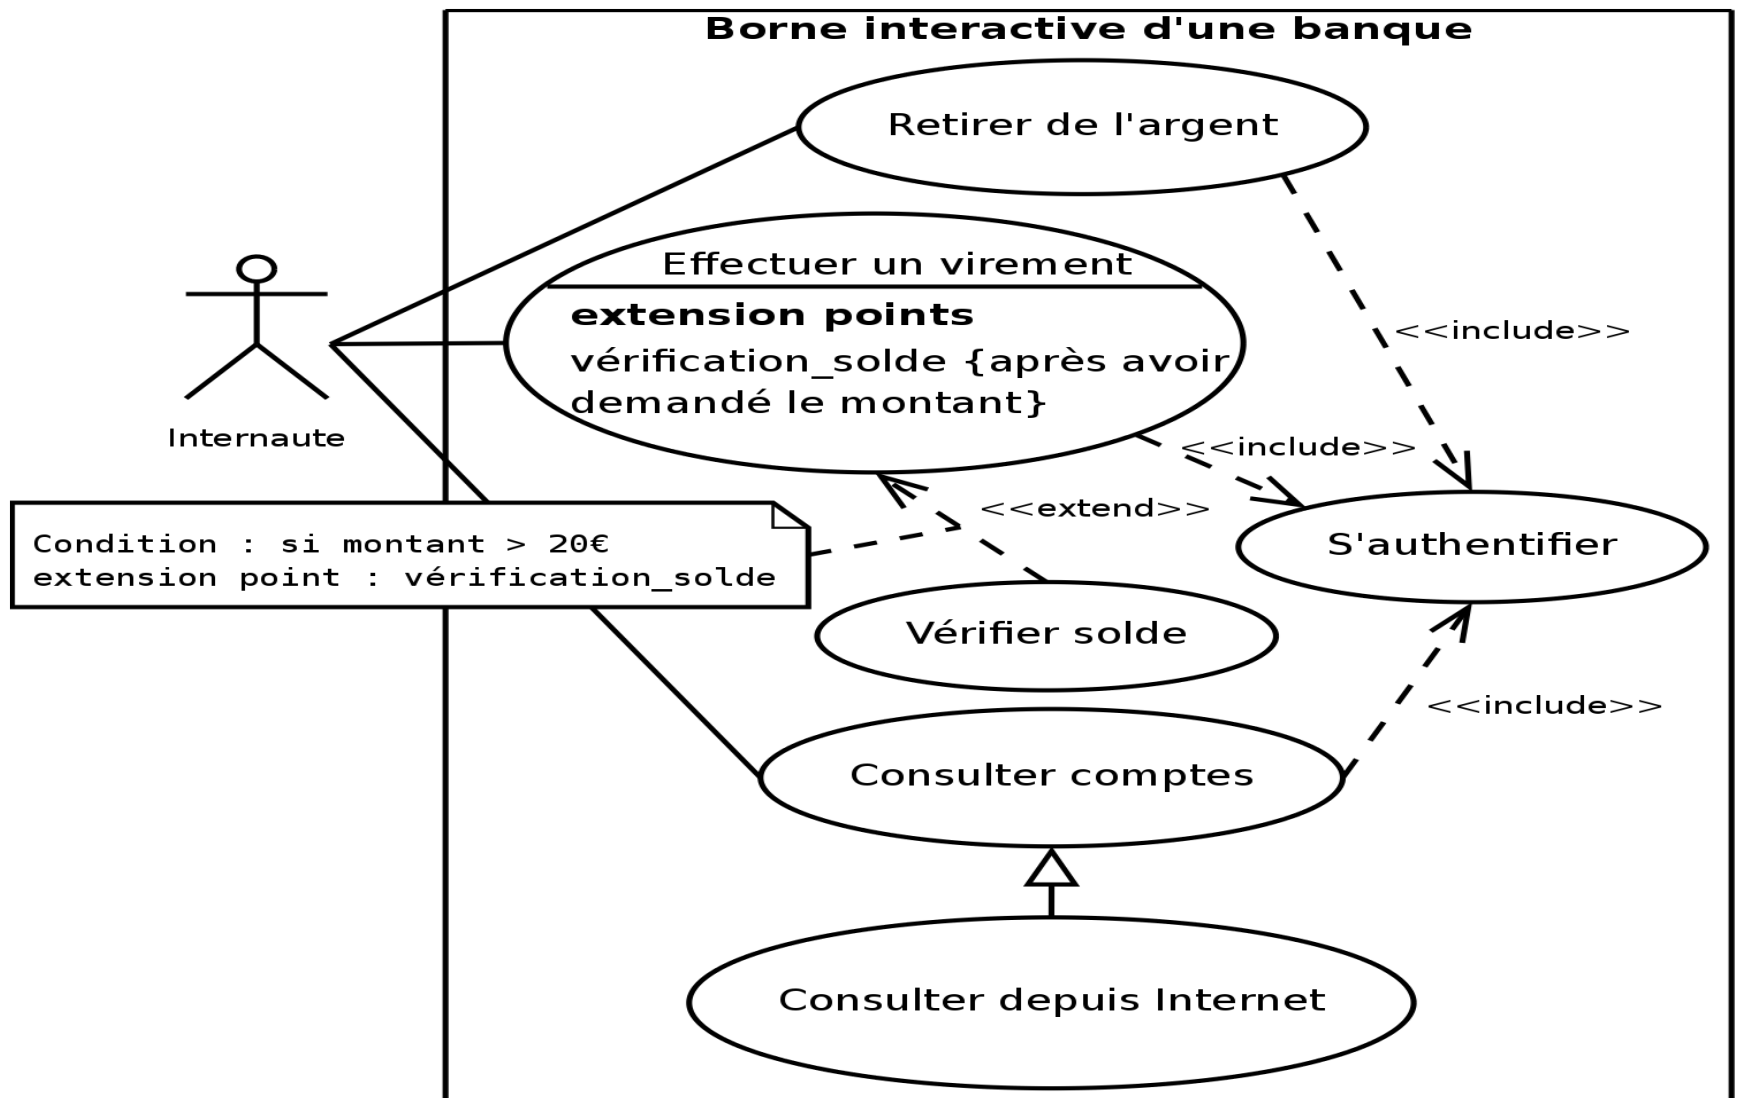 Borne interactive d'une banque
Retirer de l'argent
Effectuer un virement
extension points
vérification_solde {après avoir
demandé le montant}
<<include>>
<<include>>
Internaute
<<extend>>
Condition : si montant > 20€
extension point : vérification_solde
S'authentifier
Vérifier solde
<<include>>
Consulter comptes
Consulter depuis Internet